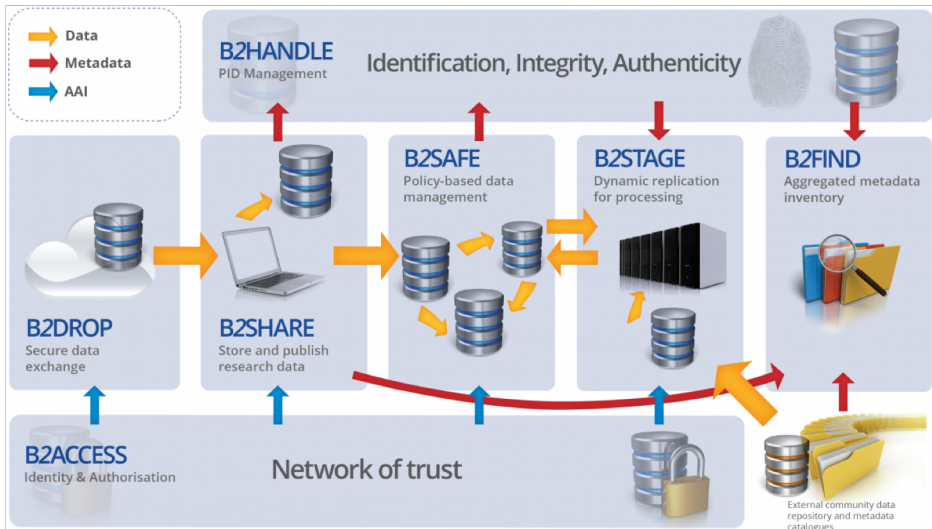 Data
Metadata
AAI
B2HANDLE
PID Management
Identification, Integrity, Authenticity
B2SAFE
Policy-based data
management
B2STAGE
Dynamic replication
for processing
B2FIND
Aggregated metadata
inventory
B2DROP
Secure data
exchange
B2SHARE
Store and publish
research data
B2ACCESS
Identity & Authorisation
Network of trust
External community data
repository and metadata
catalogues